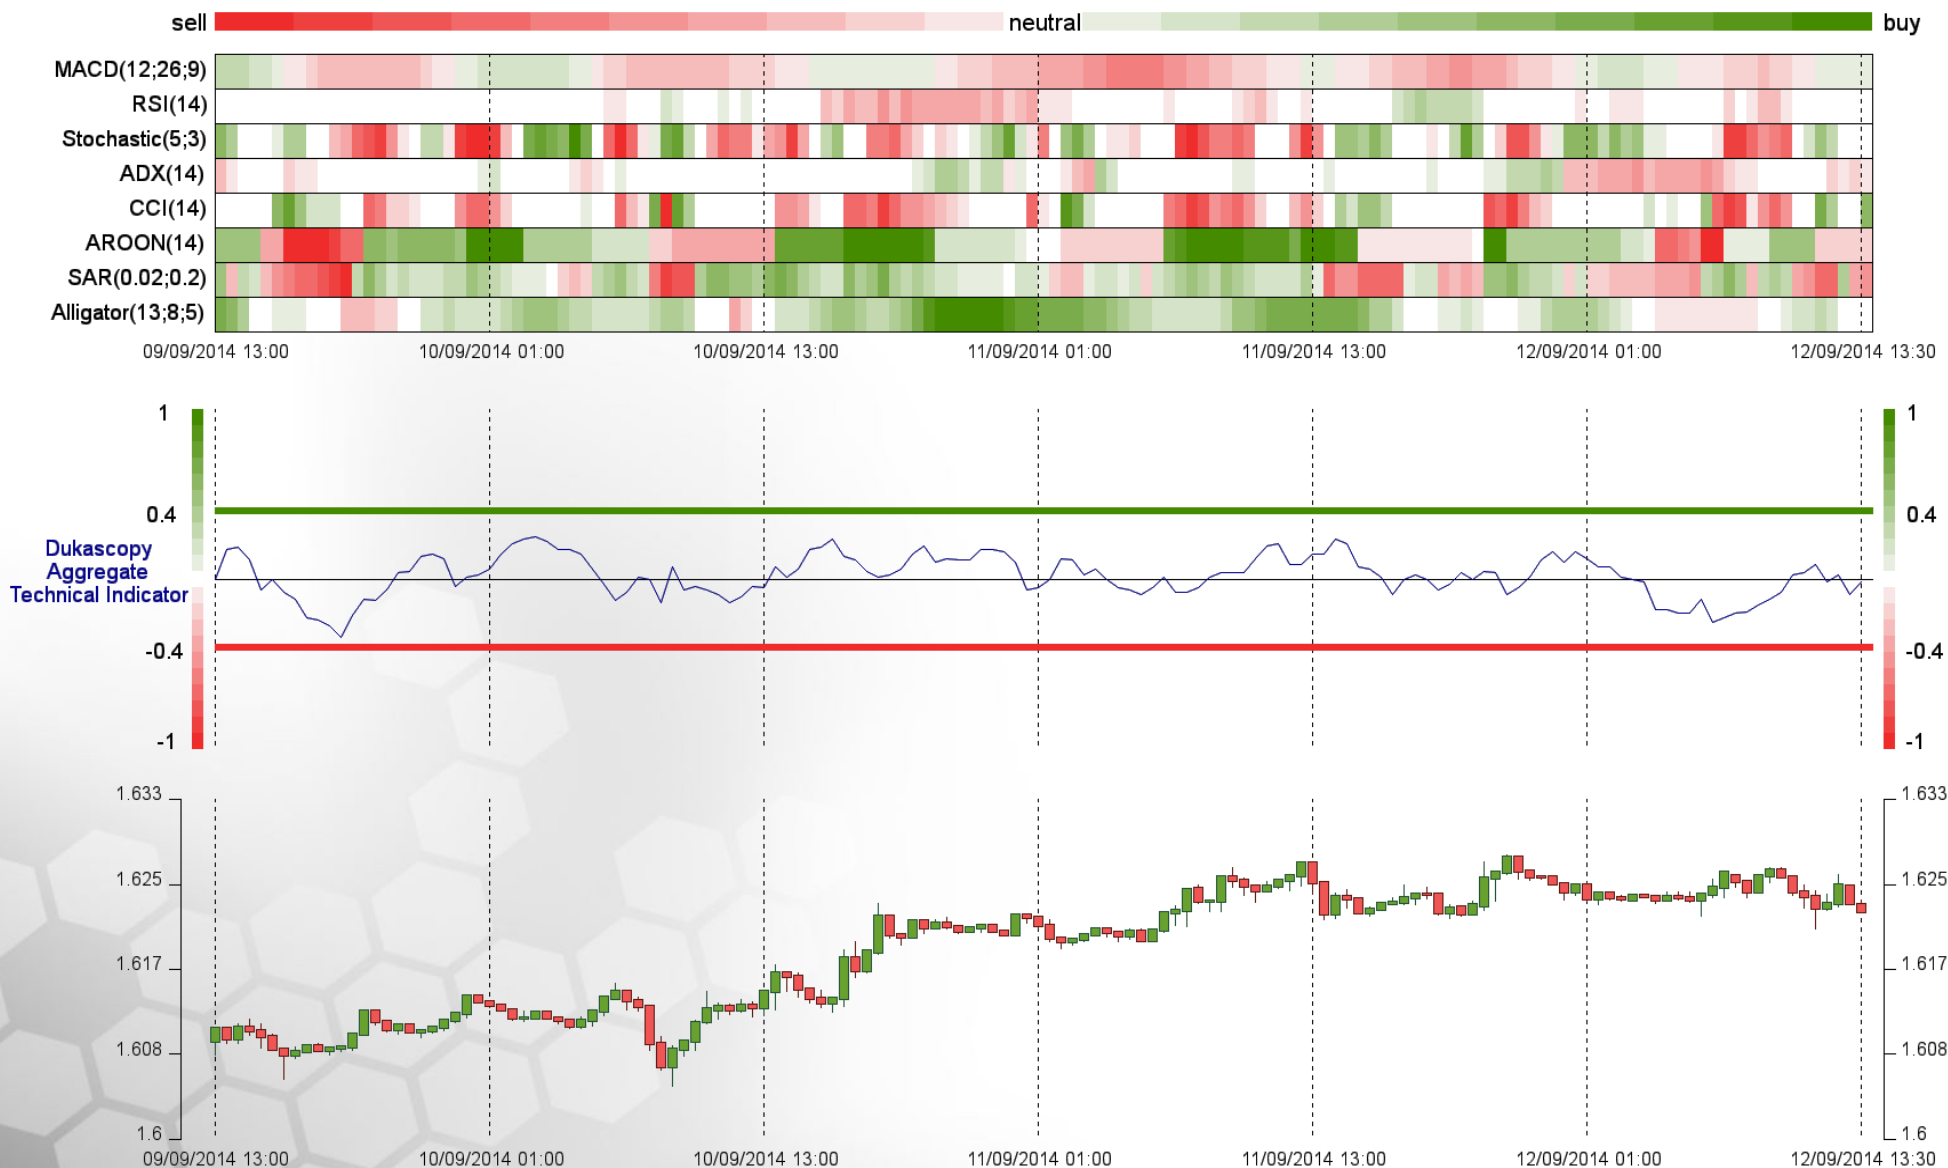 sell neutral buy
MACD(12;26;9)
RSI(14)
Stochastic(5;3)
ADX(14)
CCI(14)
AROON(14)
SAR(0.02;0.2)
Alligator(13;8;5)
09/09/2014 13:00 10/09/2014 01:00 10/09/2014 13:00 11/09/2014 01:00 11/09/2014 13:00 12/09/2014 01:00 12/09/2014 13:30
1 1
0.4 0.4
Dukascopy
Aggregate
Technical Indicator
-0.4 -0.4
-1 -1
1.633 1.633
1.625 1.625
1.617 1.617
1.608 1.608
1.6 1.6
09/09/2014 13:00 10/09/2014 01:00 10/09/2014 13:00 11/09/2014 01:00 11/09/2014 13:00 12/09/2014 01:00 12/09/2014 13:30